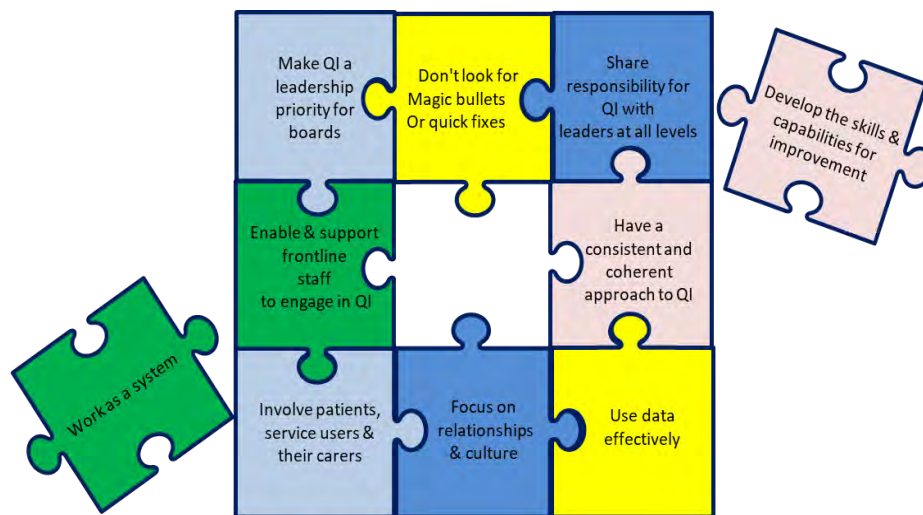 Make QI a
leadership
priority for
boards
Don't look for
Magic bullets
Or quick fixes
Share
responsibility for
QI with
leaders at all levels
Develop the skills &
capabilities for
improvement
Enable & support
frontline
staff
to engage in QI
Have a
consistent and
coherent
approach to QI
Work as a system
Involve patients,
service users &
their carers
Focus on
relationships
& culture
Use data
effectively